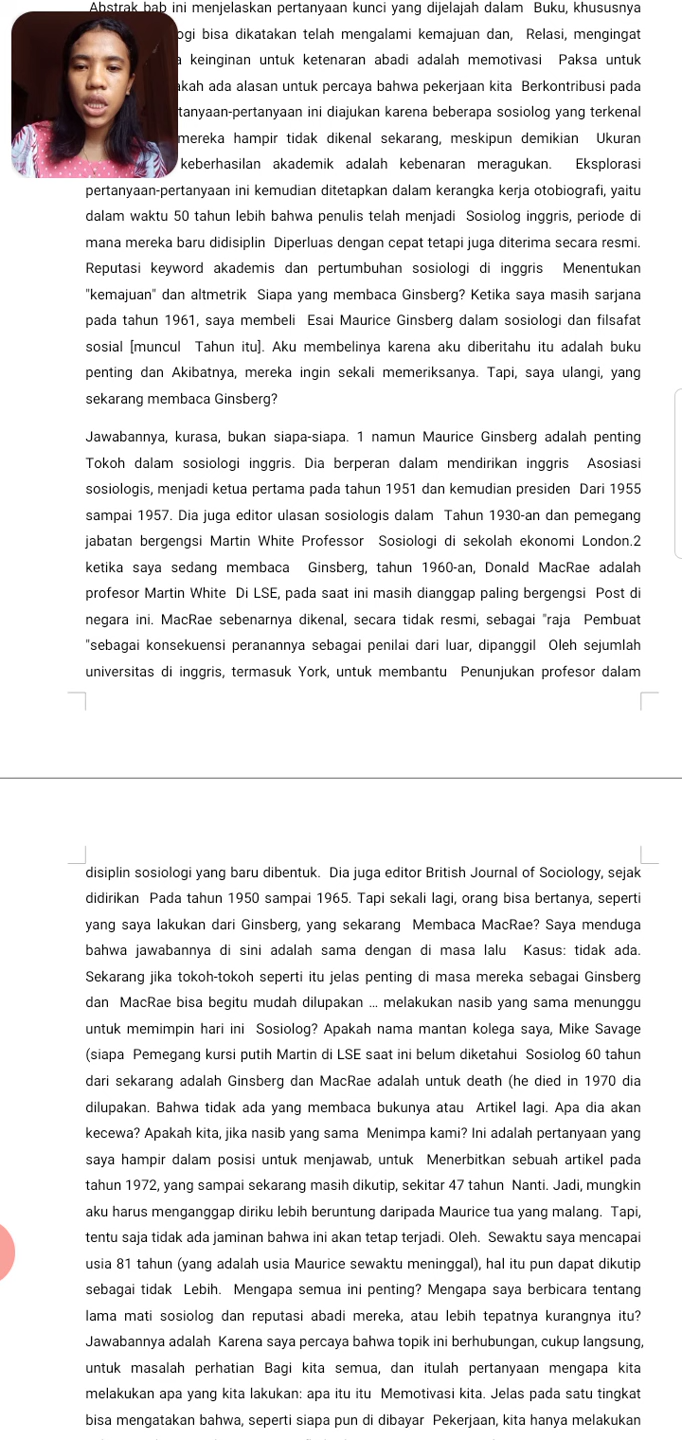 Abstrak bab ini menjelaskan pertanyaan kunci yang dijelajah dalam Buku, khususnya
bisa dikatakan telah mengalami kemajuan dan, Relasi, mengingat
keinginan untuk ketenaran abadi adalah memotivasi Paksa untuk
ada alasan untuk percaya bahwa pekerjaan kita Berkontribusi pada
ini diajukan karena beberapa sosiolog yang terkenal
mereka hampir tidak dikenal sekarang, meskipun demikian Ukuran
keberhasilan akademik adalah kebenaran meragukan. Eksplorasi
pertanyaan-pertanyaan ini kemudian ditetapkan dalam kerangka kerja otobiografi, yaitu
dalam waktu 50 tahun lebih bahwa penulis telah menjadi Sosiolog inggris, periode di
mana mereka baru didisiplin Diperluas dengan cepat tetapi juga diterima secara resmi.
Reputasi keyword akademis dan pertumbuhan sosiologi di inggris Menentukan
"kemajuan" dan altmetrik Siapa yang membaca Ginsberg? Ketika saya masih sarjana
pada tahun 1961, saya membeli Esai Maurice Ginsberg dalam sosiologi dan filsafat
sosial [muncul Tahun itu]. Aku membelinya karena aku diberitahu itu adalah buku
penting dan Akibatnya, mereka ingin sekali memeriksanya. Tapi, saya ulangi, yang
sekarang membaca Ginsberg?
Jawabannya, kurasa, bukan siapa-siapa. 1 namun Maurice Ginsberg adalah penting
Tokoh dalam sosiologi inggris. Dia berperan dalam mendirikan inggris Asosiasi
sosiologis, menjadi ketua pertama pada tahun 1951 dan kemudian presiden Dari 1955
sampai 1957. Dia juga editor ulasan sosiologis dalam Tahun 1930-an dan pemegang
jabatan bergengsi Martin White Professor Sosiologi di sekolah ekonomi London.2
ketika saya sedang membaca Ginsberg, tahun 1960-an, Donald MacRae adalah
profesor Martin White Di LSE, pada saat ini masih dianggap paling bergengsi Post di
negara ini. MacRae sebenarnya dikenal, secara tidak resmi, sebagai "raja Pembuat
"sebagai konsekuensi peranannya sebagai penilai dari luar, dipanggil Oleh sejumlah
universitas di inggris, termasuk York, untuk membantu Penunjukan profesor dalam
disiplin sosiologi yang baru dibentuk. Dia juga editor British Journal of Sociology, sejak
didirikan Pada tahun 1950 sampai 1965. Tapi sekali lagi, orang bisa bertanya, seperti
yang saya lakukan dari Ginsberg, yang sekarang Membaca MacRae? Saya menduga
bahwa jawabannya di sini adalah sama dengan di masa lalu Kasus: tidak ada.
Sekarang jika tokoh-tokoh seperti itu jelas penting di masa mereka sebagai Ginsberg
dan MacRae bisa begitu mudah dilupakan ... melakukan nasib yang sama menunggu
untuk memimpin hari ini Sosiolog? Apakah nama mantan kolega saya, Mike Savage
(siapa Pemegang kursi putih Martin di LSE saat ini belum diketahui Sosiolog 60 tahun
dari sekarang adalah Ginsberg dan MacRae adalah untuk death (he died in 1970 dia
dilupakan. Bahwa tidak ada yang membaca bukunya atau Artikel lagi. Apa dia akan
kecewa? Apakah kita, jika nasib yang sama Menimpa kami? Ini adalah pertanyaan yang
saya hampir dalam posisi untuk menjawab, untuk Menerbitkan sebuah artikel pada
tahun 1972, yang sampai sekarang masih dikutip, sekitar 47 tahun Nanti. Jadi, mungkin
aku harus menganggap diriku lebih beruntung daripada Maurice tua yang malang. Tapi,
tentu saja tidak ada jaminan bahwa ini akan tetap terjadi. Oleh. Sewaktu saya mencapai
usia 81 tahun (yang adalah usia Maurice sewaktu meninggal), hal itu pun dapat dikutip
sebagai tidak Lebih. Mengapa semua ini penting? Mengapa saya berbicara tentang
lama mati sosiolog dan reputasi abadi mereka, atau lebih tepatnya kurangnya itu?
Jawabannya adalah Karena saya percaya bahwa topik ini berhubungan, cukup langsung,
untuk masalah perhatian Bagi kita semua, dan itulah pertanyaan mengapa kita
melakukan apa yang kita lakukan: apa itu itu Memotivasi kita. Jelas pada satu tingkat
bisa mengatakan bahwa, seperti siapa pun di dibayar Pekerjaan, kita hanya melakukan